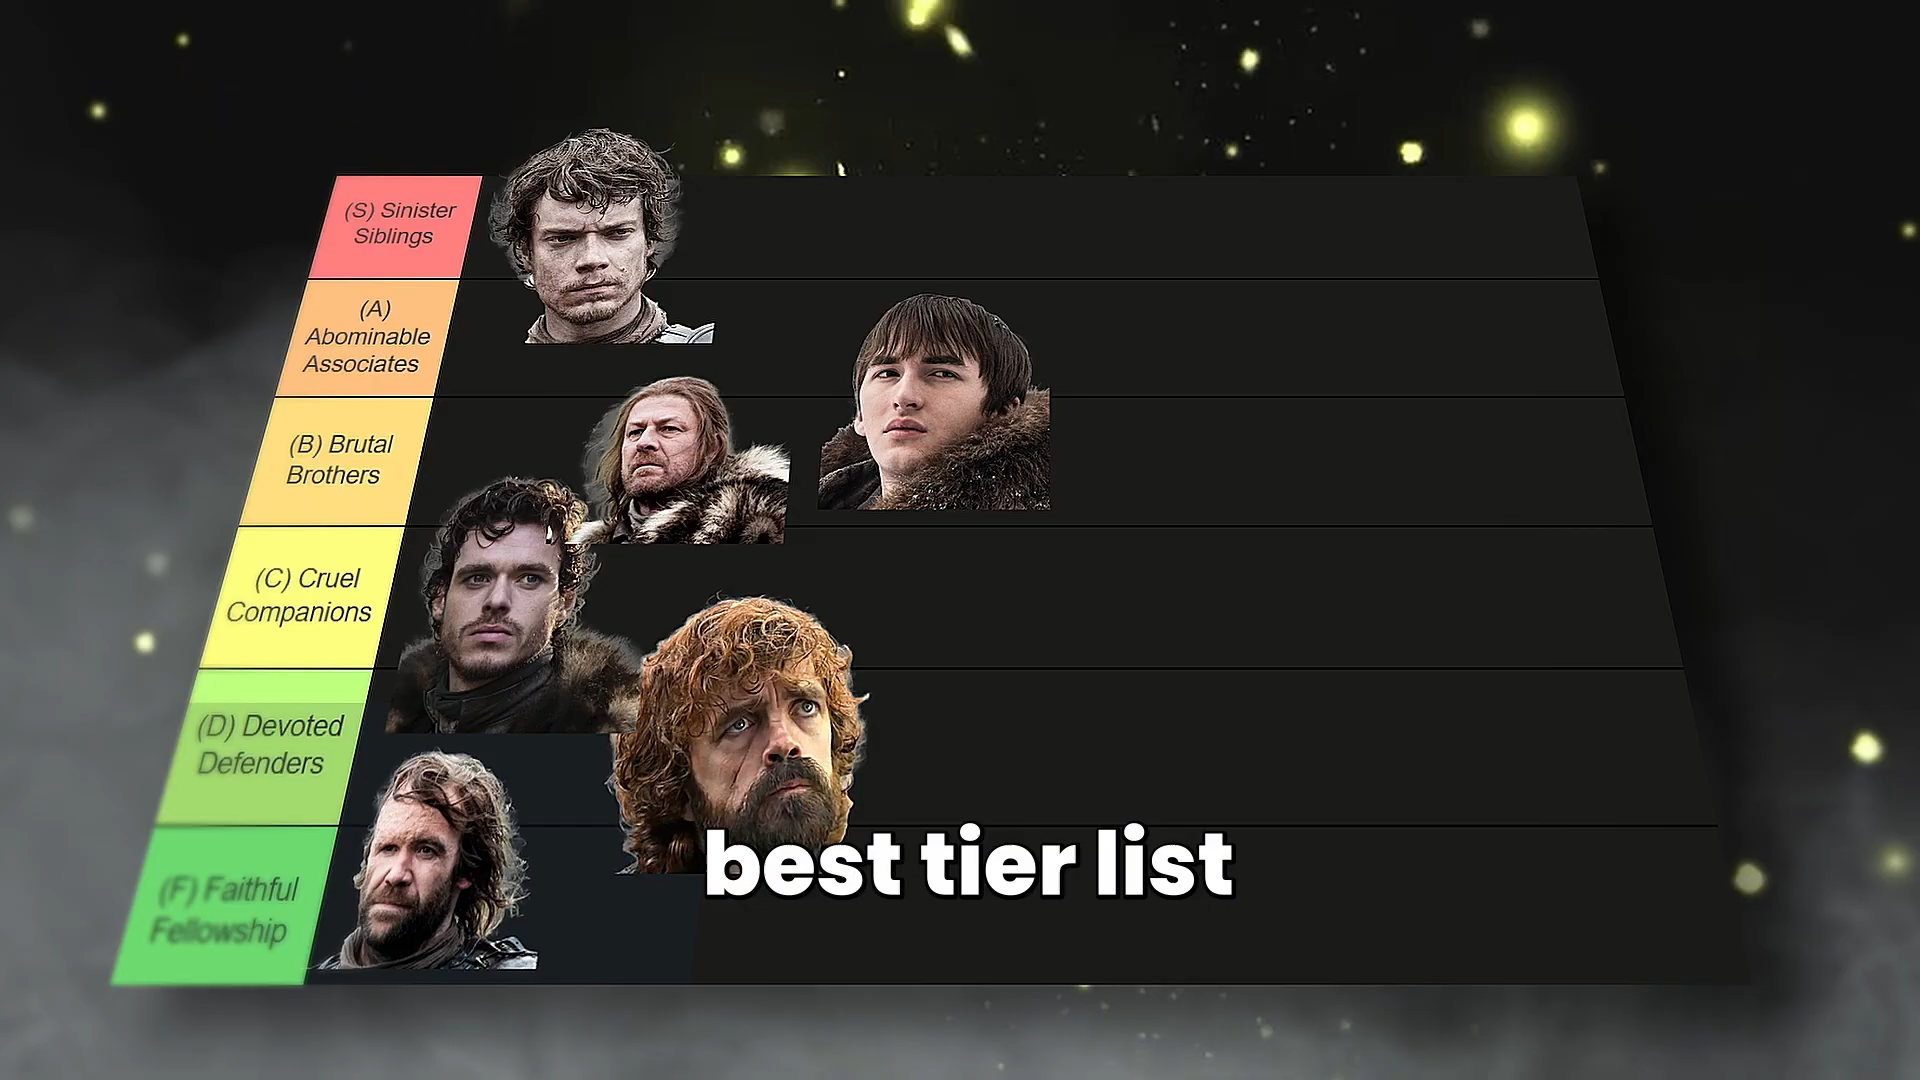 (S) Sinister
Siblings
(A)
Abominable
Associates
(B) Brutal
Brothers
(C) Cruel
Companions
(D) Devoted
Defenders
(F) Faithful
Fellowship
best tier list